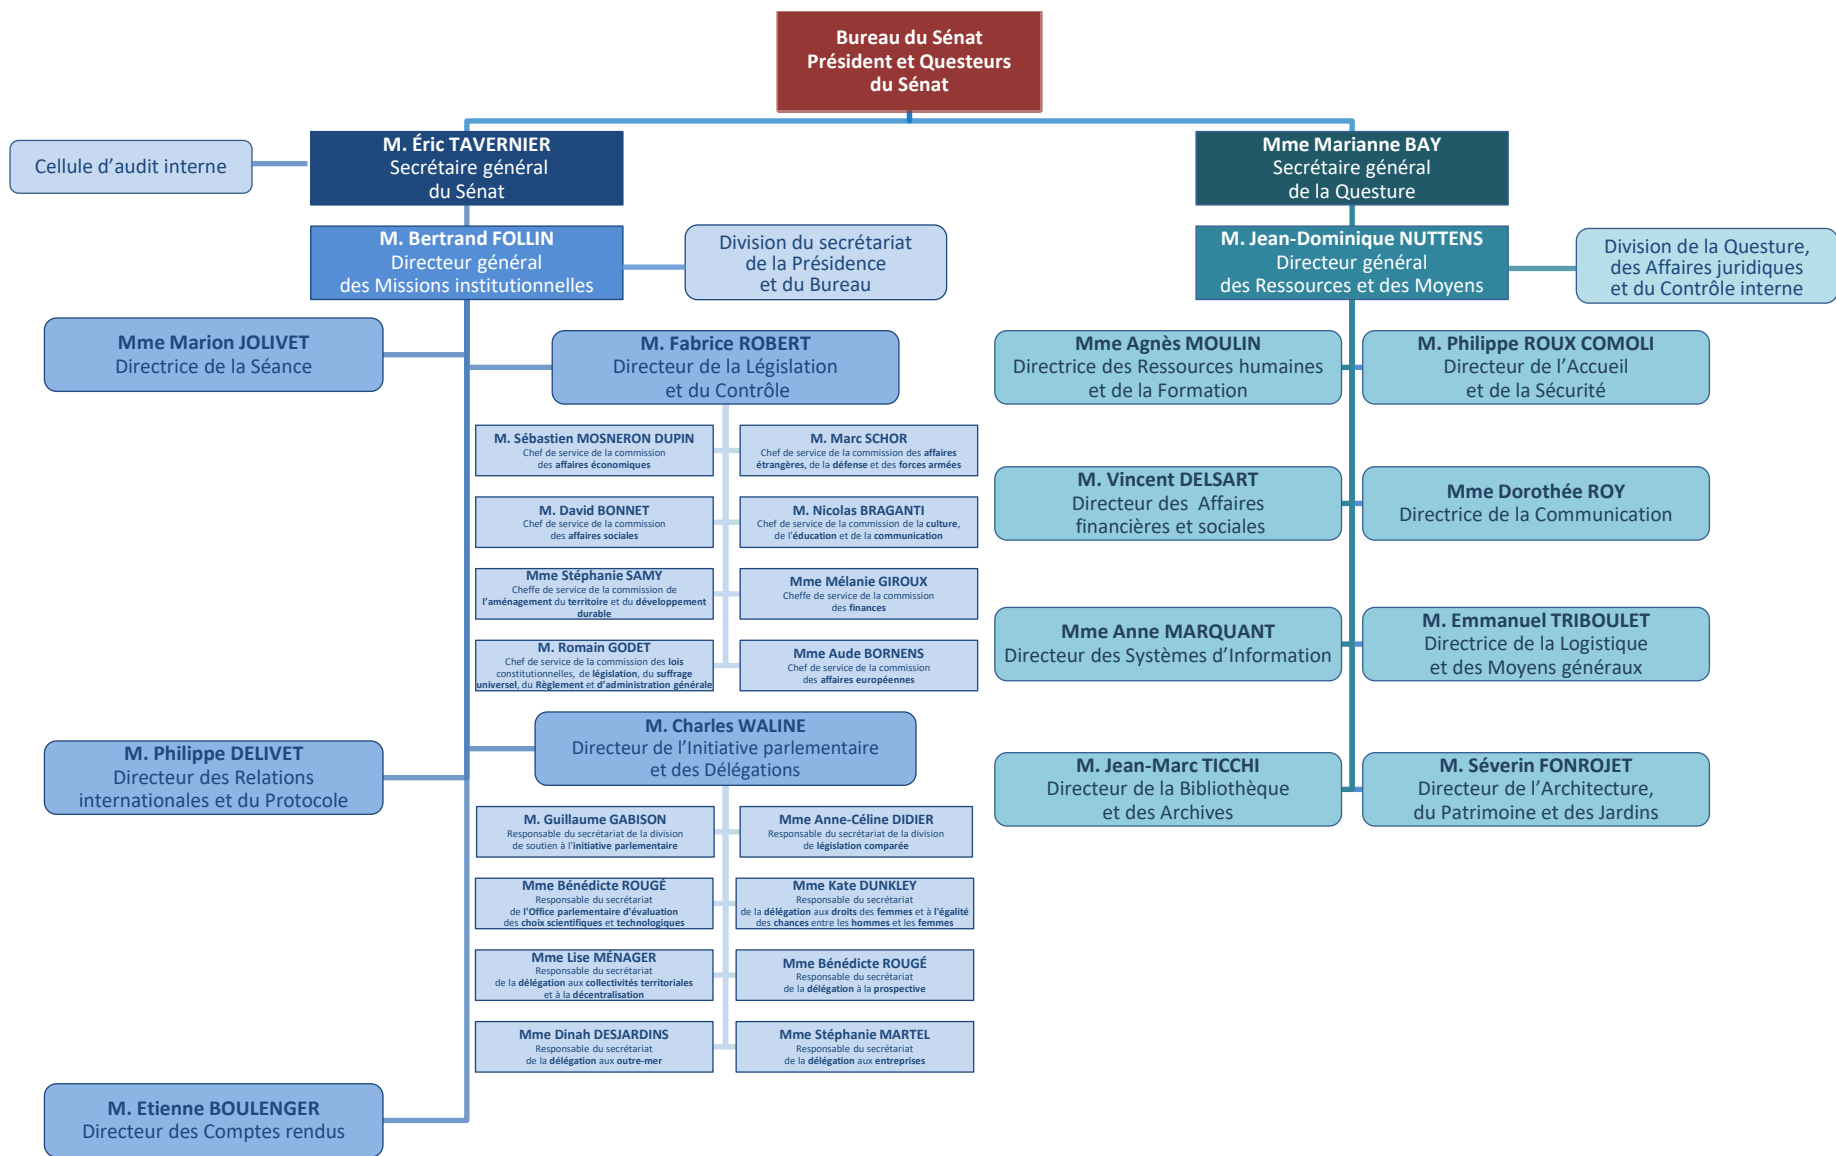 Bureau du Sénat
Président et Questeurs
du Sénat
Cellule d'audit interne
M. Éric TAVERNIER
Secrétaire général
du Sénat
Mme Marianne BAY
Secrétaire général
de la Questure
M. Bertrand FOLLIN
Directeur général
des Missions institutionnelles
Division du secrétariat
de la Présidence
et du Bureau
M. Jean-Dominique NUTTENS
Directeur général
des Ressources et des Moyens
Division de la Questure,
des Affaires juridiques
et du Contrôle interne
Mme Marion JOLIVET
Directrice de la Séance
M. Fabrice ROBERT
Directeur de la Législation
et du Contrôle
M. Sébastien MOSNERON DUPIN
Chef de service de la commission
des affaires économiques
M. Marc SCHOR
Chef de service de la commission des affaires
étrangères, de la défense et des forces armées
M. David BONNET
Chef de service de la commission
des affaires sociales
M. Nicolas BRAGANTI
Chef de service de la commission de la culture,
de l'éducation et de la communication
Mme Stéphanie SAMY
Cheffe de service de la commission de
l'aménagement du territoire et du développement
durable
Mme Mélanie GIROUX
Cheffe de service de la commission
des finances
M. Romain GODET
Chef de service de la commission des lois
constitutionnelles, de législation, du suffrage
universel, du Règlement et d'administration générale
Mme Aude BORNENS
Chef de service de la commission
des affaires européennes
M. Philippe DELIVET
Directeur des Relations
internationales et du Protocole
M. Charles WALINE
Directeur de l'Initiative parlementaire
et des Délégations
M. Guillaume GABISON
Responsable du secrétariat de la division
de soutien à l'initiative parlementaire
Mme Anne-Céline DIDIER
Responsable du secrétariat de la division
de législation comparée
Mme Bénédicte ROUGÉ
Responsable du secrétariat
de l'Office parlementaire d'évaluation
des choix scientifiques et technologiques
Mme Kate DUNKLEY
Responsable du secrétariat
de la délégation aux droits des femmes et à l'égalité
des chances entre les hommes et les femmes
Mme Lise MÉNAGER
Responsable du secrétariat
de la délégation aux collectivités territoriales
et à la décentralisation
Mme Bénédicte ROUGÉ
Responsable du secrétariat
de la délégation à la prospective
Mme Dinah DESJARDINS
Responsable du secrétariat
de la délégation aux outre-mer
Mme Stéphanie MARTEL
Responsable du secrétariat
de la délégation aux entreprises
M. Etienne BOULENGER
Directeur des Comptes rendus
Mme Agnès MOULIN
Directrice des Ressources humaines
et de la Formation
M. Philippe ROUX COMOLI
Directeur de l'Accueil
et de la Sécurité
M. Vincent DELSART
Directeur des Affaires
financières et sociales
Mme Dorothée ROY
Directrice de la Communication
Mme Anne MARQUANT
Directeur des Systèmes d'Information
M. Emmanuel TRIBOULET
Directrice de la Logistique
et des Moyens généraux
M. Jean-Marc TICCHI
Directeur de la Bibliothèque
et des Archives
M. Séverin FONROJET
Directeur de l'Architecture,
du Patrimoine et des Jardins